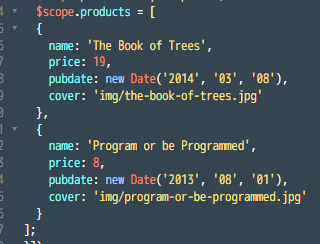 $scope.products = [
{
name: 'The Book of Trees',
price: 19,
pubdate: new Date('2014', '03', '08'),
cover: 'img/the-book-of-trees.jpg'
},
{
name: 'Program or be Programmed',
price: 8,
pubdate: new Date('2013', '08', '01'),
cover: 'img/program-or-be-programmed.jpg'
}
];